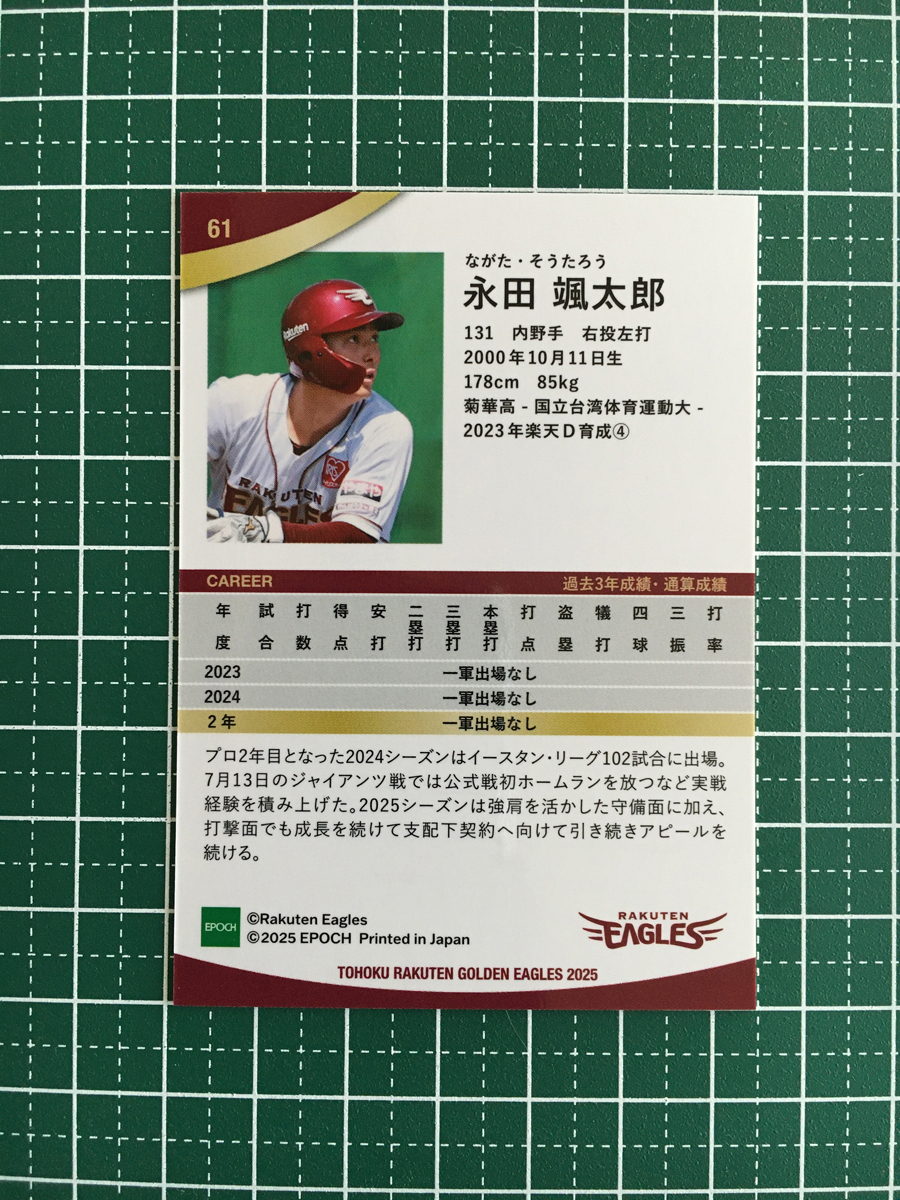 61
ながた・そうたろう
永田 颯太郎
131 内野手 右投左打
2000年10月11日生
178cm 85kg
菊華高 - 国立台湾体育運動大 -
2023年楽天D育成④
Rakuten
RAKUTEN
EAGLES
CAREER 過去3年成績・通算成績
年度 試合 打数 得点 安打 二塁打 三塁打 本塁打 打点 盗塁 犠打 四球 三振 打率
2023 一軍出場なし
2024 一軍出場なし
2年 一軍出場なし
プロ2年目となった2024シーズンはイースタン・リーグ102試合に出場。
7月13日のジャイアンツ戦では公式戦初ホームランを放つなど実戦
経験を積み上げた。2025シーズンは強肩を活かした守備面に加え、
打撃面でも成長を続けて支配下契約へ向けて引き続きアピールを
続ける。
EPOCH
©Rakuten Eagles
©2025 EPOCH Printed in Japan
RAKUTEN
EAGLES
TOHOKU RAKUTEN GOLDEN EAGLES 2025